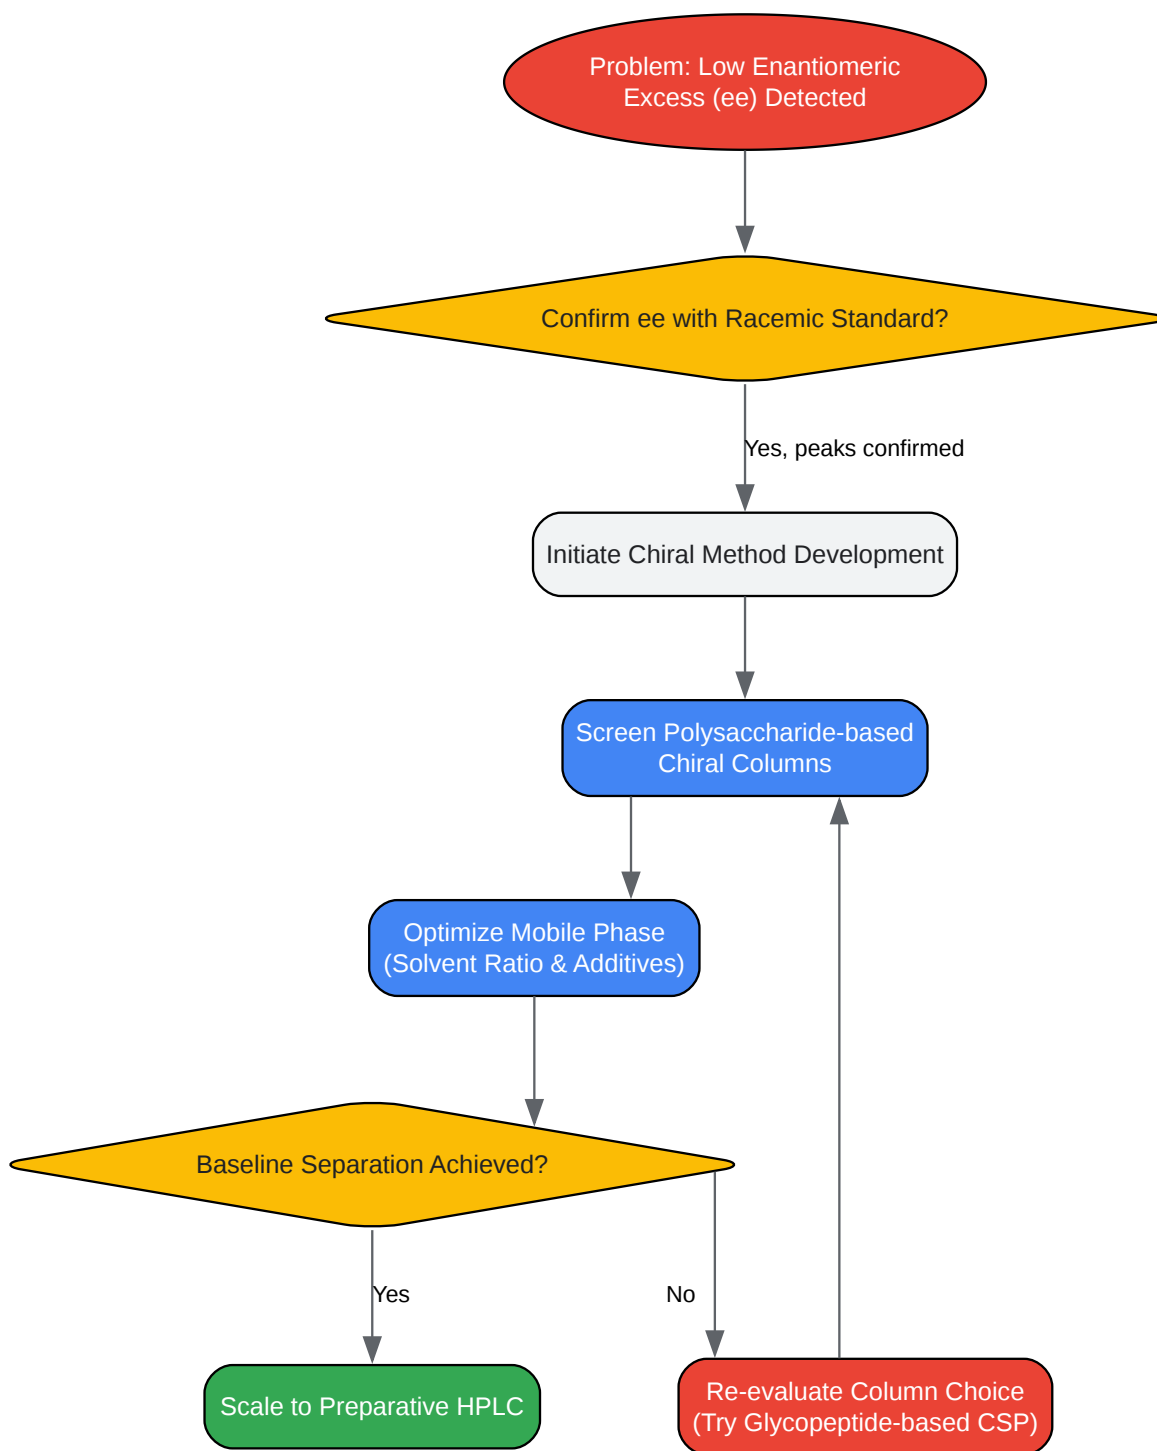 Problem: Low Enantiomeric
Excess (ee) Detected
Confirm ee with Racemic Standard?
Yes, peaks confirmed
Initiate Chiral Method Development
Screen Polysaccharide-based
Chiral Columns
Optimize Mobile Phase
(Solvent Ratio & Additives)
Baseline Separation Achieved?
Yes
No
Scale to Preparative HPLC
Re-evaluate Column Choice
(Try Glycopeptide-based CSP)